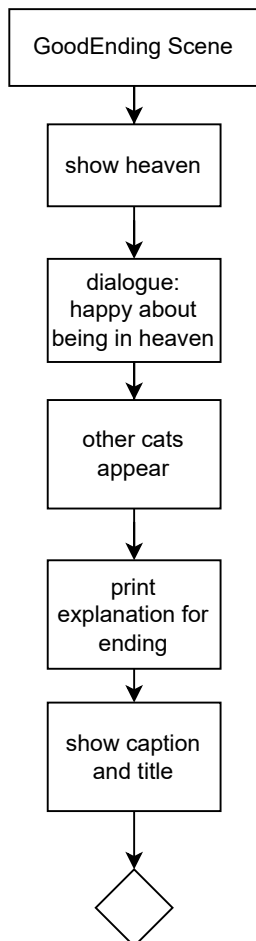 GoodEnding Scene
show heaven
dialogue:
happy about
being in heaven
other cats
appear
print
explanation for
ending
show caption
and title